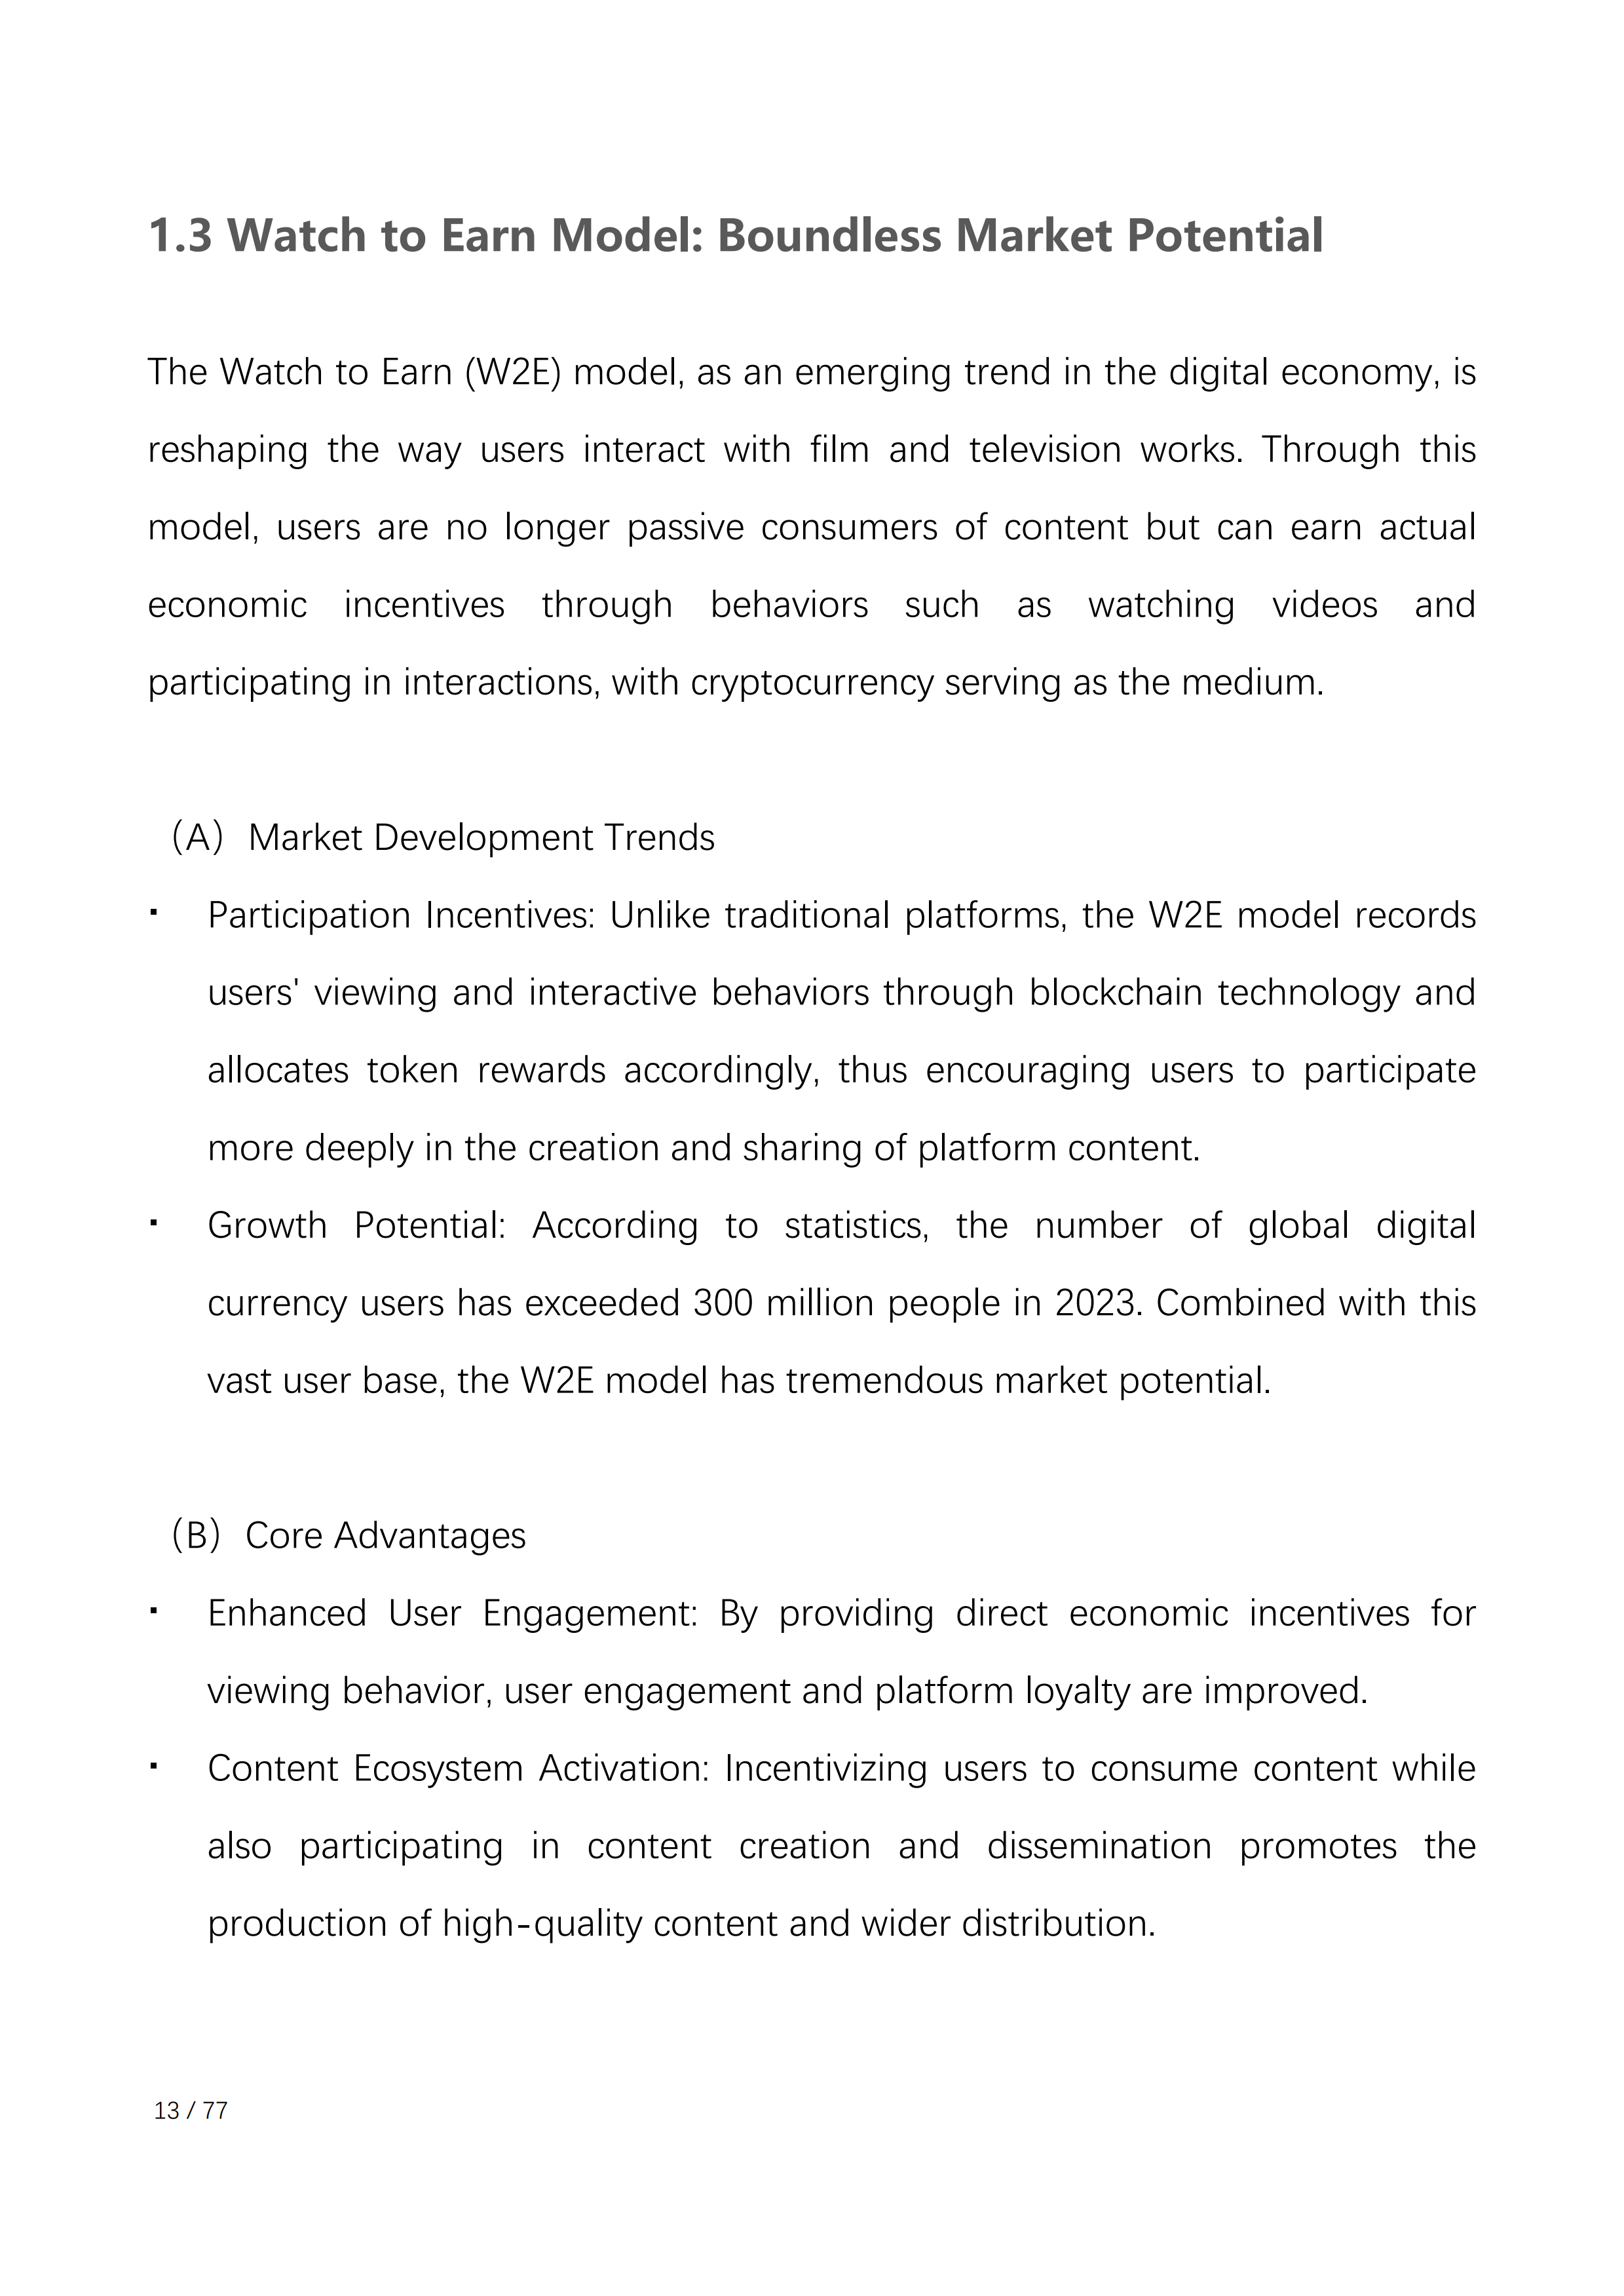 1.3 Watch to Earn Model: Boundless Market Potential
The Watch to Earn (W2E) model, as an emerging trend in the digital economy, is
reshaping the way users interact with film and television works. Through this
model, users are no longer passive consumers of content but can earn actual
economic incentives through behaviors such as watching videos and
participating in interactions, with cryptocurrency serving as the medium.
（A）Market Development Trends
▪ Participation Incentives: Unlike traditional platforms, the W2E model records
users' viewing and interactive behaviors through blockchain technology and
allocates token rewards accordingly, thus encouraging users to participate
more deeply in the creation and sharing of platform content.
▪ Growth Potential: According to statistics, the number of global digital
currency users has exceeded 300 million people in 2023. Combined with this
vast user base, the W2E model has tremendous market potential.
（B）Core Advantages
▪ Enhanced User Engagement: By providing direct economic incentives for
viewing behavior, user engagement and platform loyalty are improved.
▪ Content Ecosystem Activation: Incentivizing users to consume content while
also participating in content creation and dissemination promotes the
production of high-quality content and wider distribution.
13 / 77